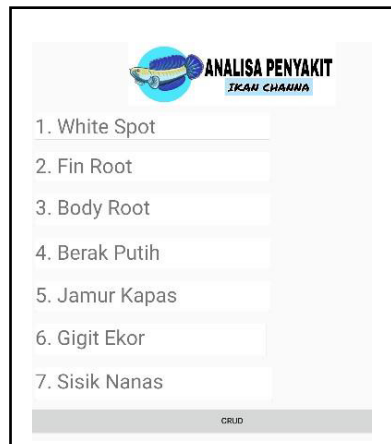 ANALISA PENYAKIT
IKAN CHANNA
1. White Spot
2. Fin Root
3. Body Root
4. Berak Putih
5. Jamur Kapas
6. Gigit Ekor
7. Sisik Nanas
CRUD